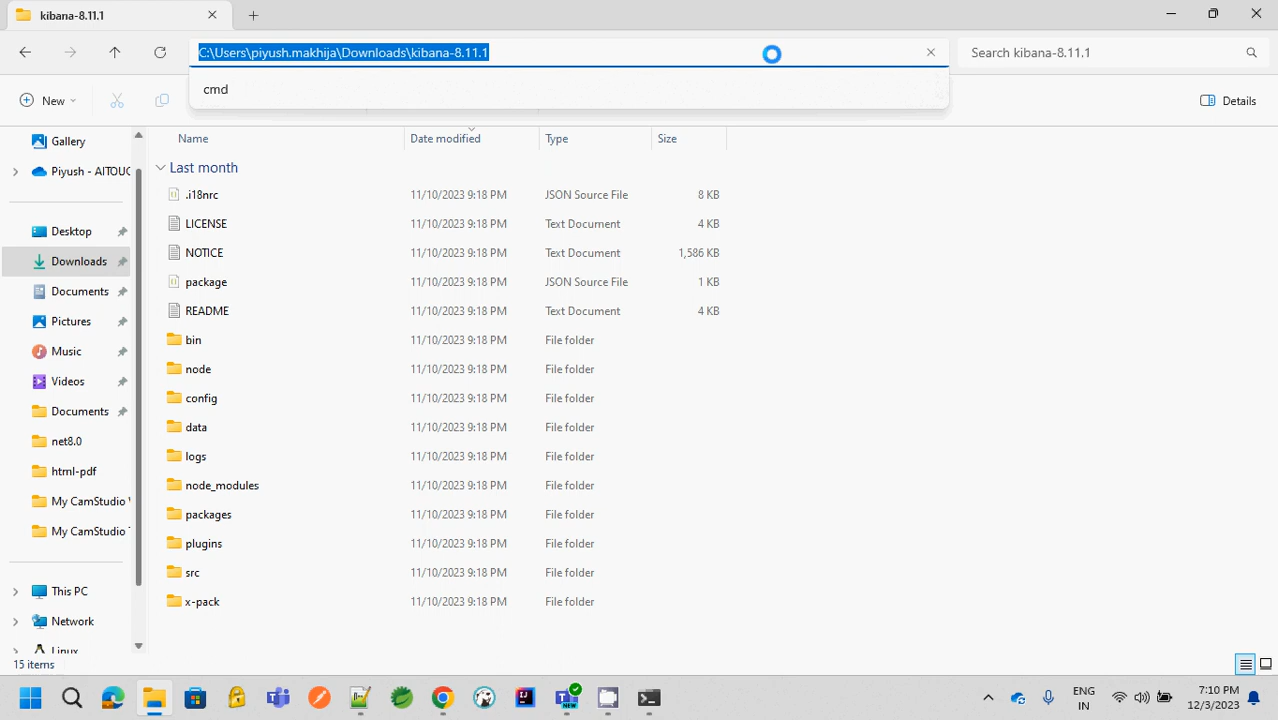 kibana-8.11.1
C:\Users\piyush.makhija\Downloads\kibana-8.11.1
Search kibana-8.11.1
cmd
New
Details
Gallery
Piyush - AITOUC
Desktop
Downloads
Documents
Pictures
Music
Videos
Documents
net8.0
html-pdf
My CamStudio V
My CamStudio T
This PC
Network
Linux
Name Date modified Type Size
Last month
.i18nrc 11/10/2023 9:18 PM JSON Source File 8 KB
LICENSE 11/10/2023 9:18 PM Text Document 4 KB
NOTICE 11/10/2023 9:18 PM Text Document 1,586 KB
package 11/10/2023 9:18 PM JSON Source File 1 KB
README 11/10/2023 9:18 PM Text Document 4 KB
bin 11/10/2023 9:18 PM File folder
node 11/10/2023 9:18 PM File folder
config 11/10/2023 9:18 PM File folder
data 11/10/2023 9:18 PM File folder
logs 11/10/2023 9:18 PM File folder
node_modules 11/10/2023 9:18 PM File folder
packages 11/10/2023 9:18 PM File folder
plugins 11/10/2023 9:18 PM File folder
src 11/10/2023 9:18 PM File folder
x-pack 11/10/2023 9:18 PM File folder
15 items
NEW
ENG
IN
7:10 PM
12/3/2023